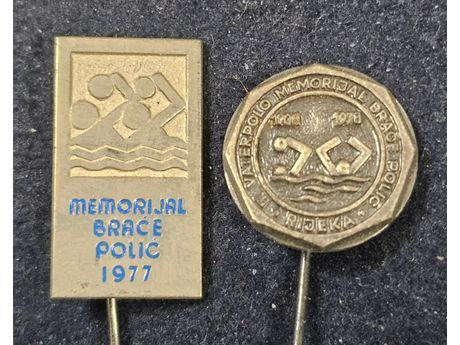 MEMORIJAL
BRAĆE
POLIĆ
1977
VATERPOLO MEMORIJAL BRAĆE POLIĆ
1978
RIJEKA